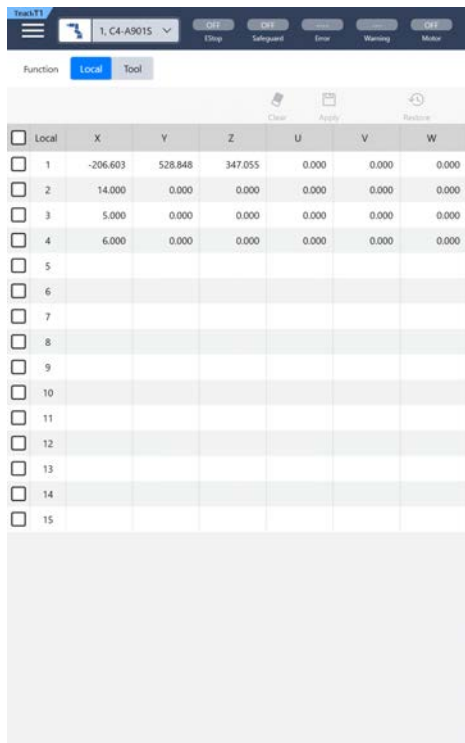 TeachT1
1, C4-A901S
OFF OFF ---- --- OFF
EStop Safeguard Error Warning Motor
Function Local Tool
Clear Apply Restore
Local X Y Z U V W
1 -206.603 528.848 347.055 0.000 0.000 0.000
2 14.000 0.000 0.000 0.000 0.000 0.000
3 5.000 0.000 0.000 0.000 0.000 0.000
4 6.000 0.000 0.000 0.000 0.000 0.000
5
6
7
8
9
10
11
12
13
14
15